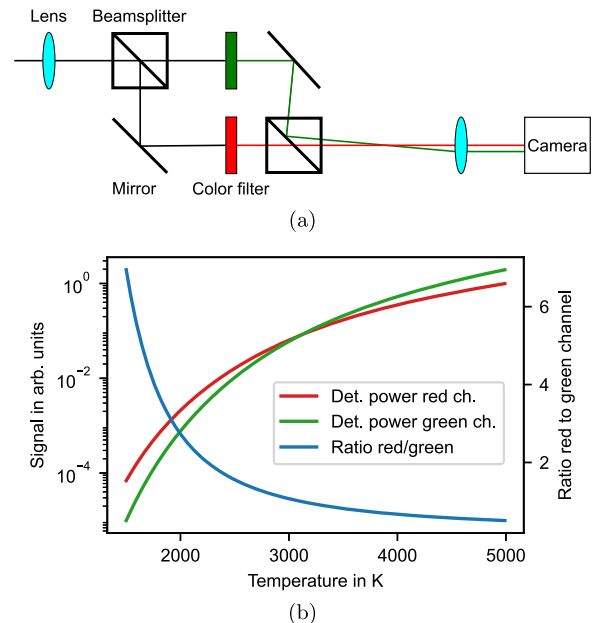 Lens
Beamsplitter
Camera
Mirror
Color filter
(a)
Signal in arb. units
10⁰
10⁻²
10⁻⁴
Det. power red ch.
Det. power green ch.
Ratio red/green
6
4
2
Ratio red to green channel
2000
3000
4000
5000
Temperature in K
(b)